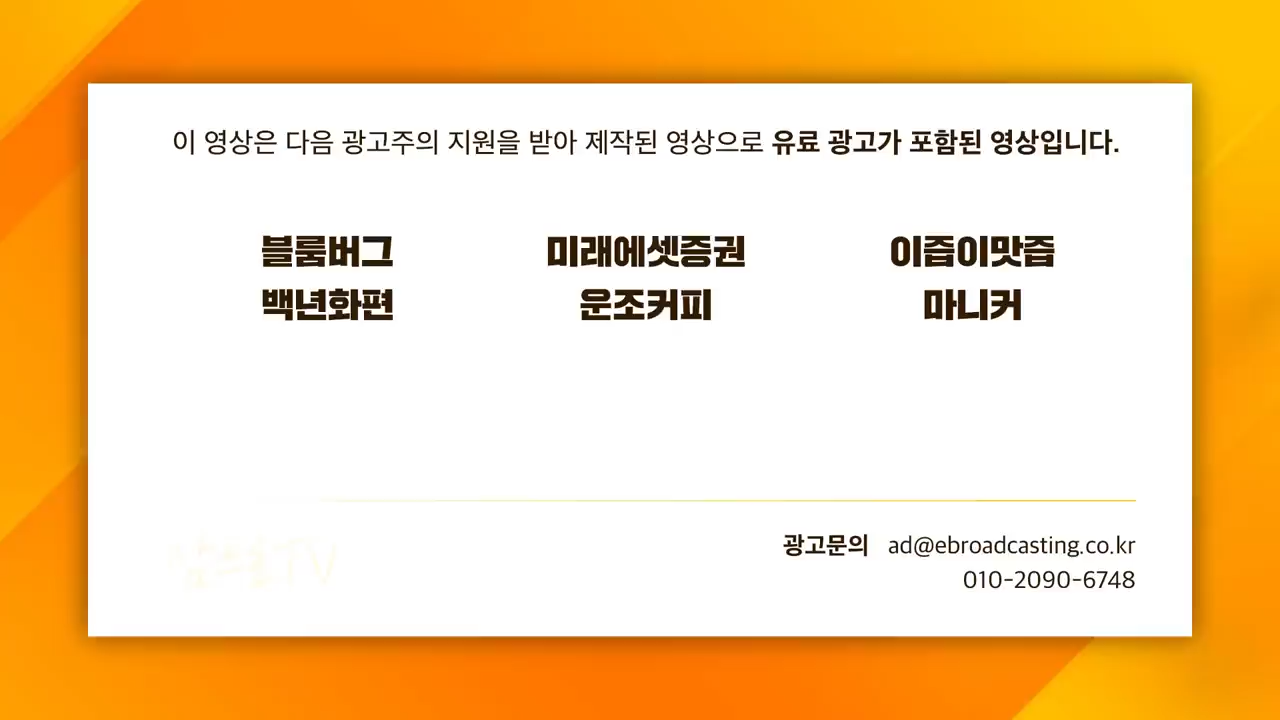 이 영상은 다음 광고주의 지원을 받아 제작된 영상으로 유료 광고가 포함된 영상입니다.
블룸버그 미래에셋증권 이즙이맛즙
백년화편 운조커피 마니커
광고문의 ad@ebroadcasting.co.kr
010-2090-6748
TV